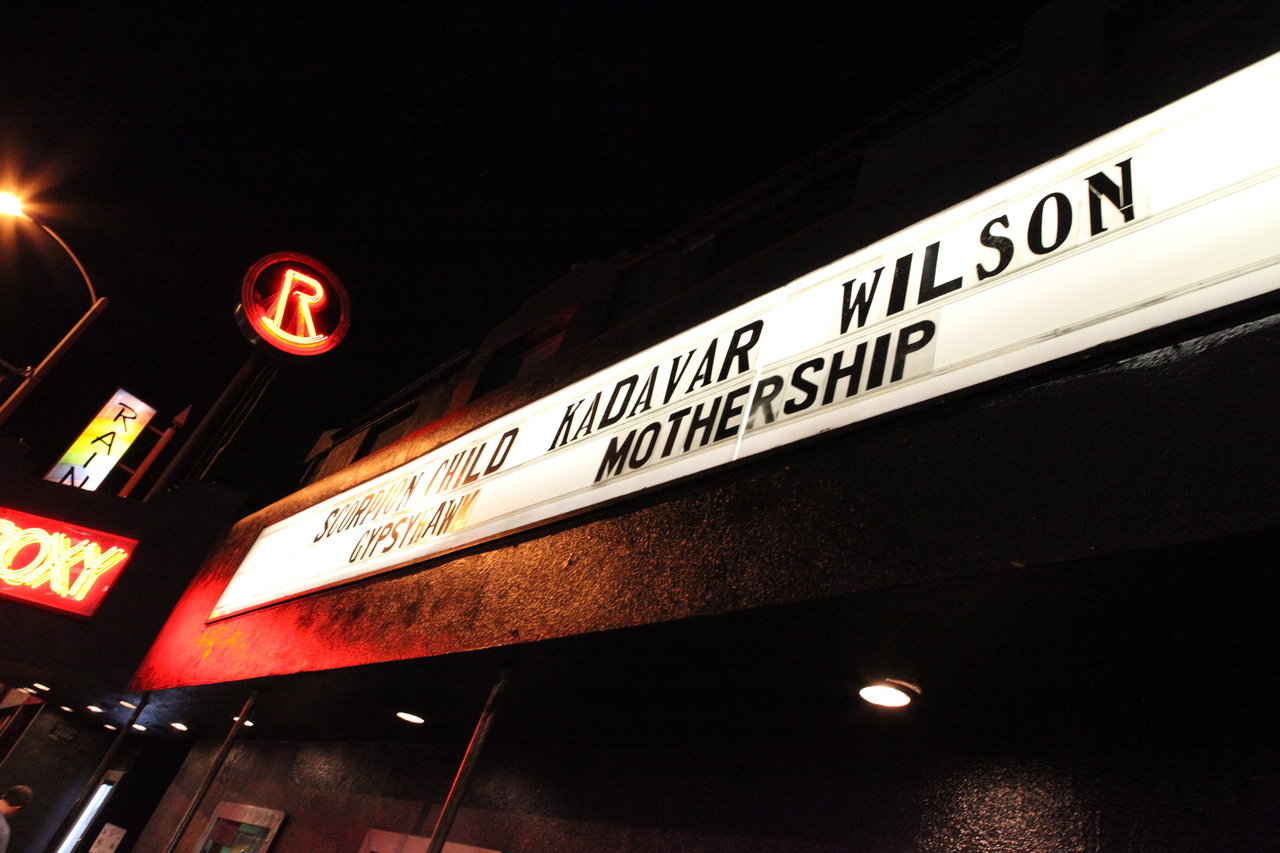 R
RAIN
ROXY
SCORPION CHILD KADAVAR WILSON
GYPSYHAWK MOTHERSHIP